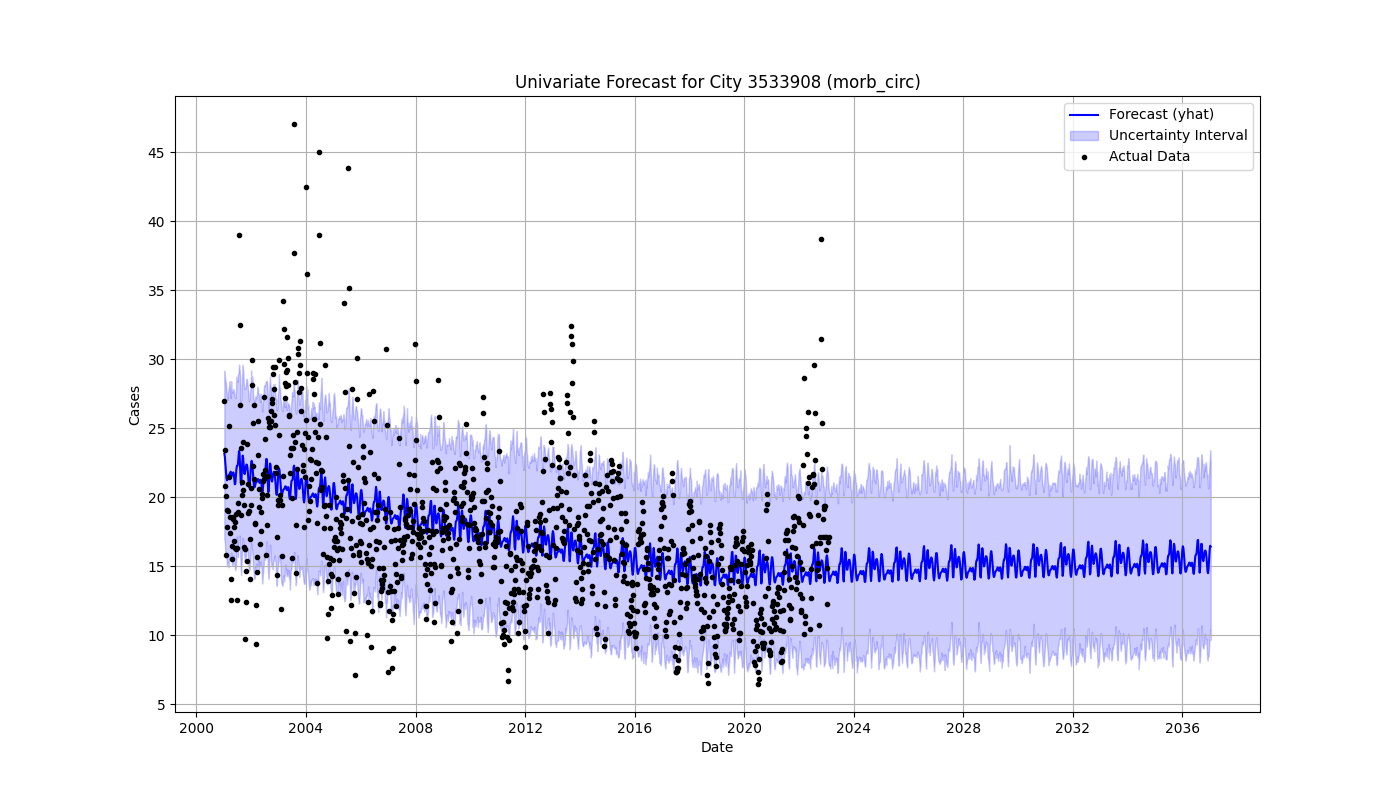 Univariate Forecast for City 3533908 (morb_circ)
Forecast (yhat)
Uncertainty Interval
Actual Data
Cases
45
40
35
30
25
20
15
10
5
2000 2004 2008 2012 2016 2020 2024 2028 2032 2036
Date